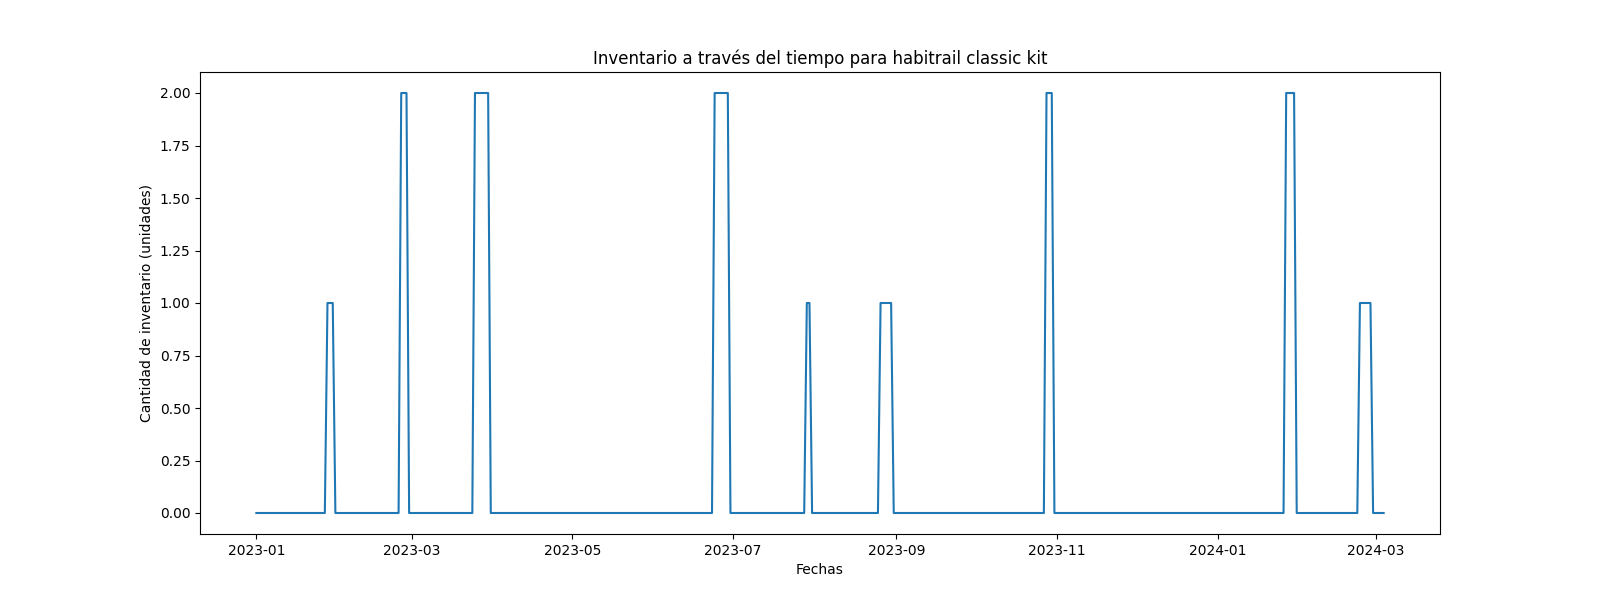 Inventario a través del tiempo para habitrail classic kit
Cantidad de inventario (unidades)
2.00
1.75
1.50
1.25
1.00
0.75
0.50
0.25
0.00
2023-01 2023-03 2023-05 2023-07 2023-09 2023-11 2024-01 2024-03
Fechas